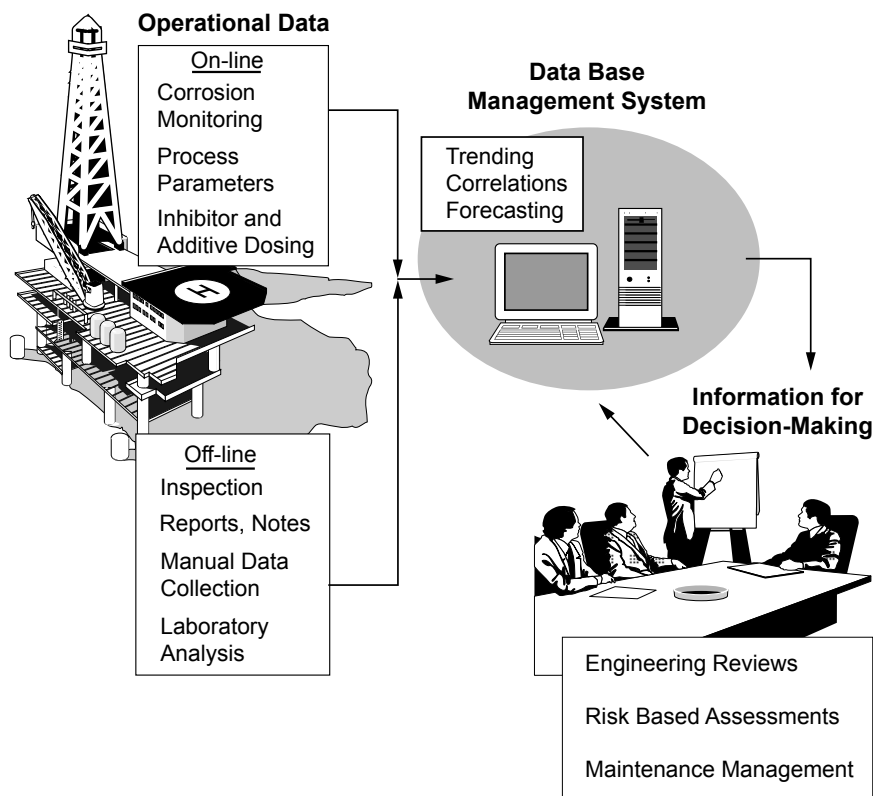 Operational Data
On-line
Corrosion
Monitoring
Process
Parameters
Inhibitor and
Additive Dosing
H
Off-line
Inspection
Reports, Notes
Manual Data
Collection
Laboratory
Analysis
Data Base
Management System
Trending
Correlations
Forecasting
Information for
Decision-Making
Engineering Reviews
Risk Based Assessments
Maintenance Management